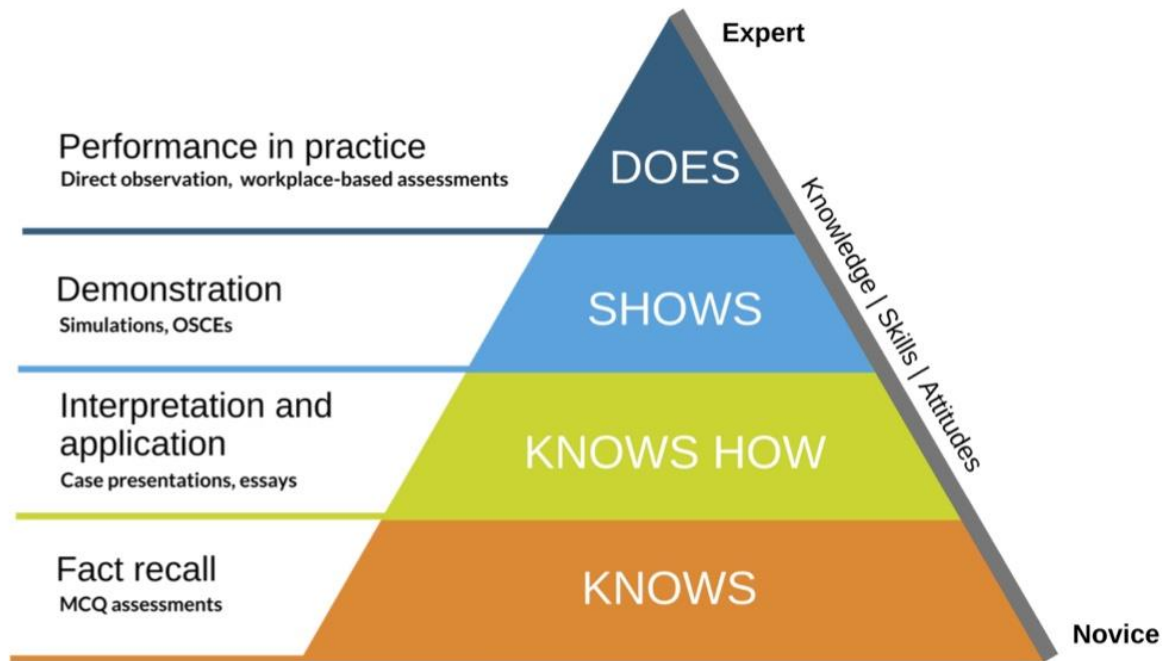 Expert
Performance in practice
Direct observation, workplace-based assessments
DOES
Knowledge | Skills | Attitudes
Demonstration
Simulations, OSCEs
SHOWS
Interpretation and
application
Case presentations, essays
KNOWS HOW
Fact recall
MCQ assessments
KNOWS
Novice